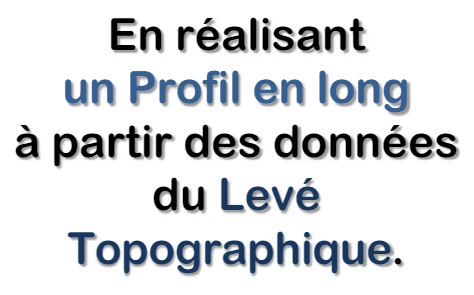 En réalisant
un Profil en long
à partir des données
du Levé
Topographique.